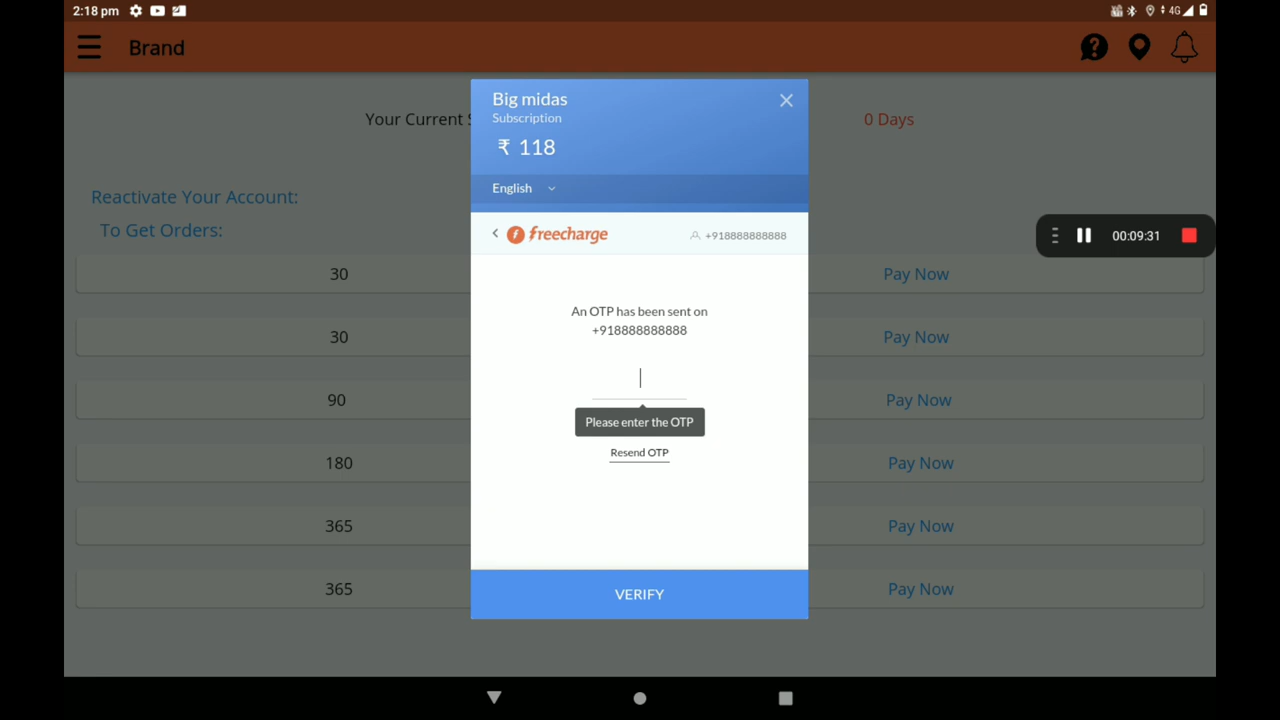 2:18 pm
4G
Brand
Your Current S
0 Days
Big midas
Subscription
₹ 118
English
freecharge
+918888888888
00:09:31
Reactivate Your Account:
To Get Orders:
30 Pay Now
30 Pay Now
90 Pay Now
180 Pay Now
365 Pay Now
365 Pay Now
An OTP has been sent on
+918888888888
Please enter the OTP
Resend OTP
VERIFY